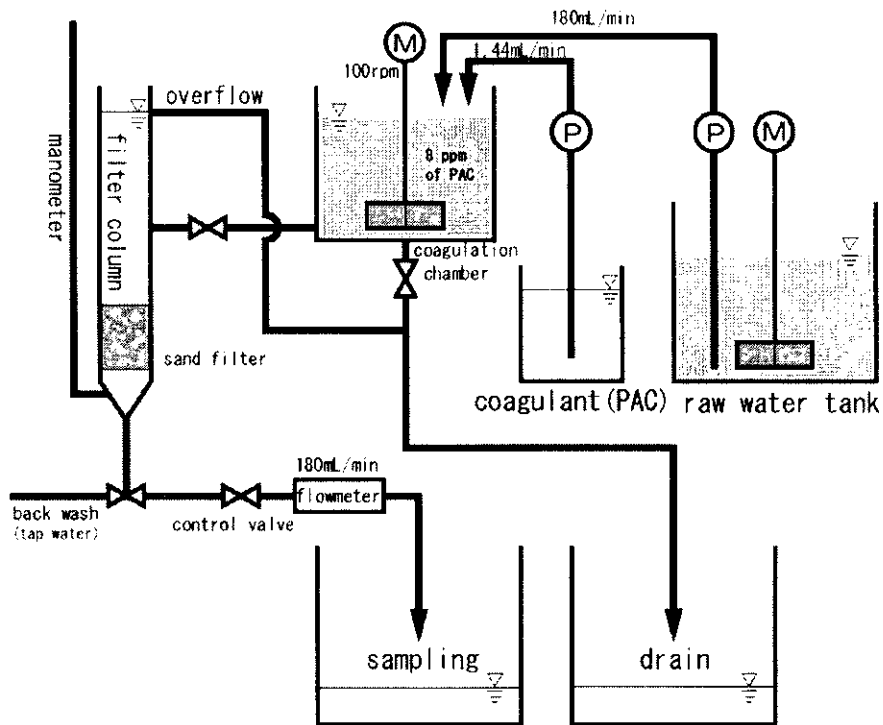 180mL/min
1.44mL/min
M
100rpm
overflow
P
P
M
manometer
filter column
8 ppm
of PAC
coagulation
chamber
sand filter
coagulant(PAC)
raw water tank
180mL/min
flowmeter
back wash
(tap water)
control valve
sampling
drain